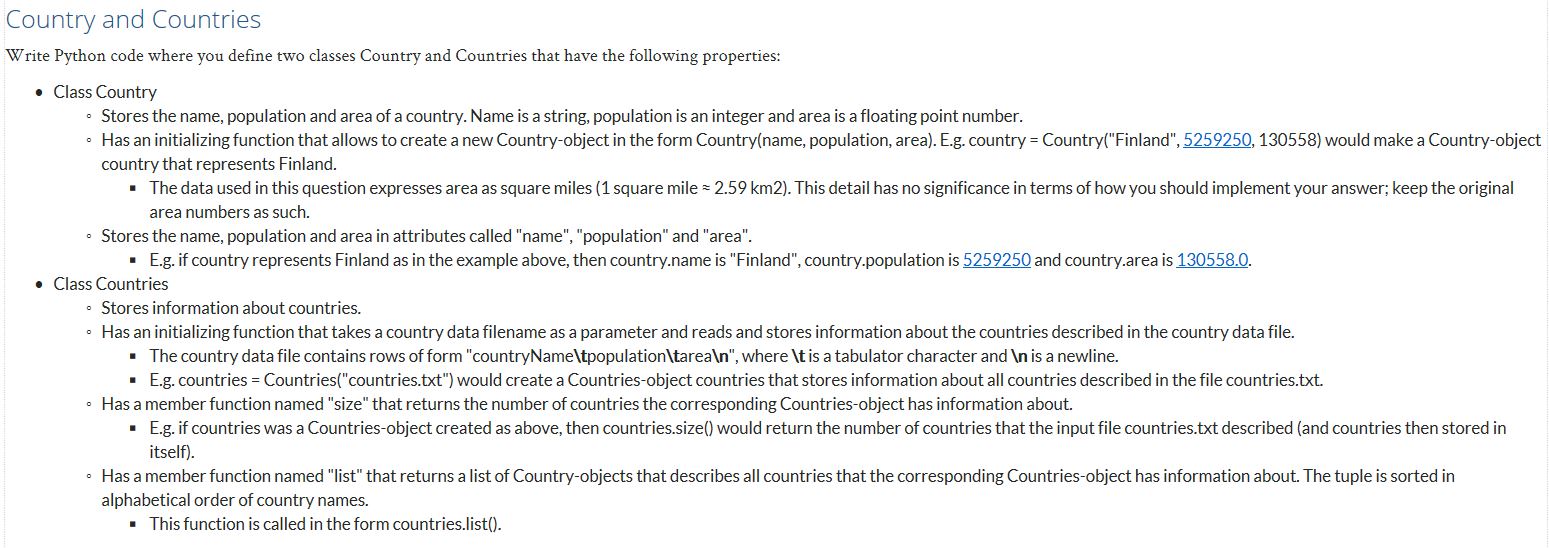 Country and Countries
Write Python code where you define two classes Country and Countries that have the following properties:
• Class Country
◦ Stores the name, population and area of a country. Name is a string, population is an integer and area is a floating point number.
◦ Has an initializing function that allows to create a new Country-object in the form Country(name, population, area). E.g. country = Country("Finland", 5259250, 130558) would make a Country-object
country that represents Finland.
▪ The data used in this question expresses area as square miles (1 square mile ≈ 2.59 km2). This detail has no significance in terms of how you should implement your answer; keep the original
area numbers as such.
◦ Stores the name, population and area in attributes called "name", "population" and "area".
▪ E.g. if country represents Finland as in the example above, then country.name is "Finland", country.population is 5259250 and country.area is 130558.0.
• Class Countries
◦ Stores information about countries.
◦ Has an initializing function that takes a country data filename as a parameter and reads and stores information about the countries described in the country data file.
▪ The country data file contains rows of form "countryName\tpopulation\tarea\n", where \t is a tabulator character and \n is a newline.
▪ E.g. countries = Countries("countries.txt") would create a Countries-object countries that stores information about all countries described in the file countries.txt.
◦ Has a member function named "size" that returns the number of countries the corresponding Countries-object has information about.
▪ E.g. if countries was a Countries-object created as above, then countries.size() would return the number of countries that the input file countries.txt described (and countries then stored in
itself).
◦ Has a member function named "list" that returns a list of Country-objects that describes all countries that the corresponding Countries-object has information about. The tuple is sorted in
alphabetical order of country names.
▪ This function is called in the form countries.list().